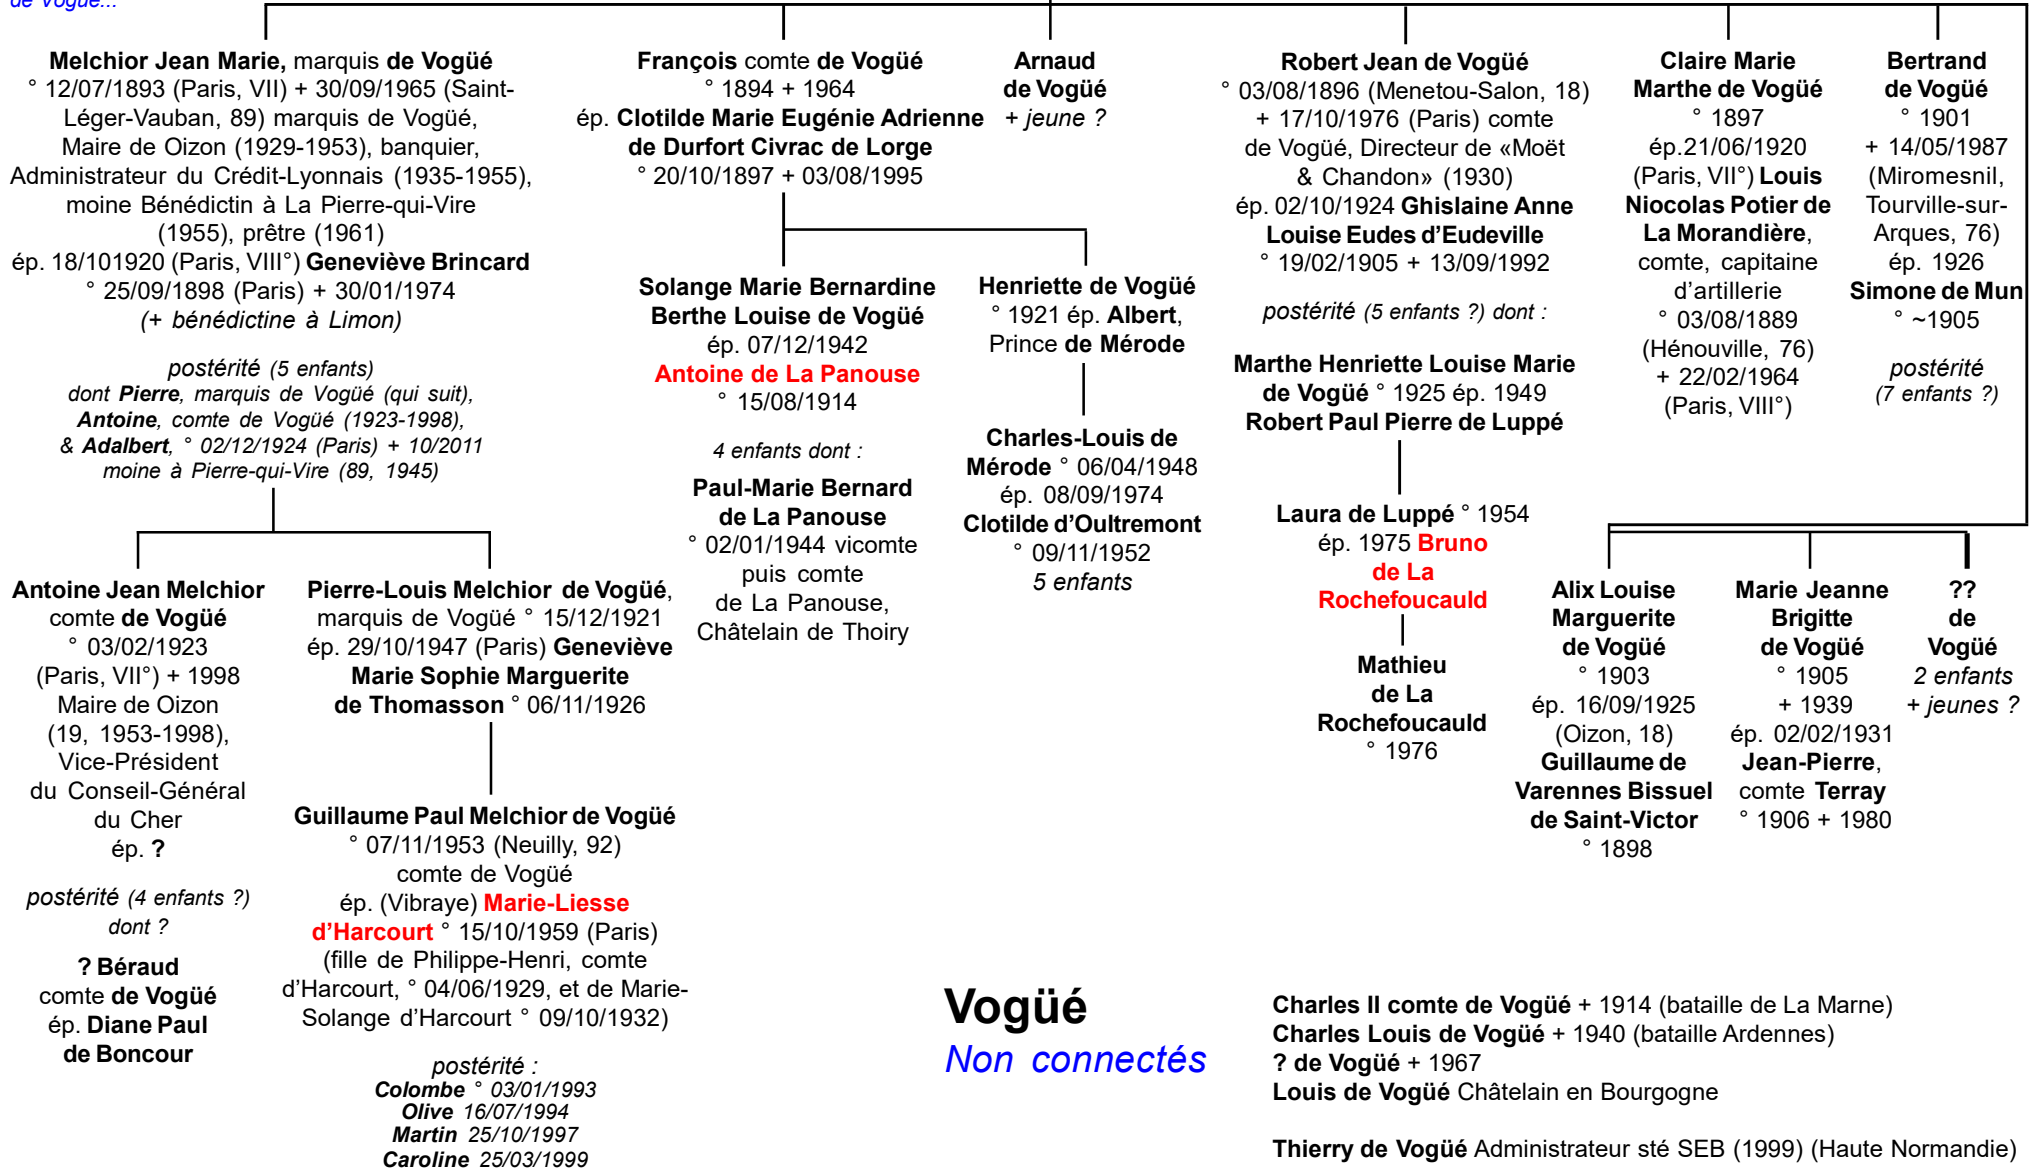 de Vogüé...
Melchior Jean Marie, marquis de Vogüé
° 12/07/1893 (Paris, VII) + 30/09/1965 (Saint-
Léger-Vauban, 89) marquis de Vogüé,
Maire de Oizon (1929-1953), banquier,
Administrateur du Crédit-Lyonnais (1935-1955),
moine Bénédictin à La Pierre-qui-Vire
(1955), prêtre (1961)
ép. 18/101920 (Paris, VIII°) Geneviève Brincard
° 25/09/1898 (Paris) + 30/01/1974
(+ bénédictine à Limon)
postérité (5 enfants)
dont Pierre, marquis de Vogüé (qui suit),
Antoine, comte de Vogüé (1923-1998),
& Adalbert, ° 02/12/1924 (Paris) + 10/2011
moine à Pierre-qui-Vire (89, 1945)
François comte de Vogüé
° 1894 + 1964
ép. Clotilde Marie Eugénie Adrienne
de Durfort Civrac de Lorge
° 20/10/1897 + 03/08/1995
Arnaud
de Vogüé
+ jeune ?
Robert Jean de Vogüé
° 03/08/1896 (Menetou-Salon, 18)
+ 17/10/1976 (Paris) comte
de Vogüé, Directeur de «Moët
& Chandon» (1930)
ép. 02/10/1924 Ghislaine Anne
Louise Eudes d'Eudeville
° 19/02/1905 + 13/09/1992
postérité (5 enfants ?) dont :
Claire Marie
Marthe de Vogüé
° 1897
ép.21/06/1920
(Paris, VII°) Louis
Niocolas Potier de
La Morandière,
comte, capitaine
d'artillerie
° 03/08/1889
(Hénouville, 76)
+ 22/02/1964
(Paris, VIII°)
Bertrand
de Vogüé
° 1901
+ 14/05/1987
(Miromesnil,
Tourville-sur-
Arques, 76)
ép. 1926
Simone de Mun
° ~1905
postérité
(7 enfants ?)
Solange Marie Bernardine
Berthe Louise de Vogüé
ép. 07/12/1942
Antoine de La Panouse
° 15/08/1914
4 enfants dont :
Paul-Marie Bernard
de La Panouse
° 02/01/1944 vicomte
puis comte
de La Panouse,
Châtelain de Thoiry
Henriette de Vogüé
° 1921 ép. Albert,
Prince de Mérode
Charles-Louis de
Mérode ° 06/04/1948
ép. 08/09/1974
Clotilde d'Oultremont
° 09/11/1952
5 enfants
Marthe Henriette Louise Marie
de Vogüé ° 1925 ép. 1949
Robert Paul Pierre de Luppé
Laura de Luppé ° 1954
ép. 1975 Bruno
de La
Rochefoucauld
Mathieu
de La
Rochefoucauld
° 1976
Antoine Jean Melchior
comte de Vogüé
° 03/02/1923
(Paris, VII°) + 1998
Maire de Oizon
(19, 1953-1998),
Vice-Président
du Conseil-Général
du Cher
ép. ?
postérité (4 enfants ?)
dont ?
? Béraud
comte de Vogüé
ép. Diane Paul
de Boncour
Pierre-Louis Melchior de Vogüé,
marquis de Vogüé ° 15/12/1921
ép. 29/10/1947 (Paris) Geneviève
Marie Sophie Marguerite
de Thomasson ° 06/11/1926
Guillaume Paul Melchior de Vogüé
° 07/11/1953 (Neuilly, 92)
comte de Vogüé
ép. (Vibraye) Marie-Liesse
d'Harcourt ° 15/10/1959 (Paris)
(fille de Philippe-Henri, comte
d'Harcourt, ° 04/06/1929, et de Marie-
Solange d'Harcourt ° 09/10/1932)
postérité :
Colombe ° 03/01/1993
Olive 16/07/1994
Martin 25/10/1997
Caroline 25/03/1999
Alix Louise
Marguerite
de Vogüé
° 1903
ép. 16/09/1925
(Oizon, 18)
Guillaume de
Varennes Bissuel
de Saint-Victor
° 1898
Marie Jeanne
Brigitte
de Vogüé
° 1905
+ 1939
ép. 02/02/1931
Jean-Pierre,
comte Terray
° 1906 + 1980
??
de
Vogüé
2 enfants
+ jeunes ?
Vogüé
Non connectés
Charles II comte de Vogüé + 1914 (bataille de La Marne)
Charles Louis de Vogüé + 1940 (bataille Ardennes)
? de Vogüé + 1967
Louis de Vogüé Châtelain en Bourgogne
Thierry de Vogüé Administrateur sté SEB (1999) (Haute Normandie)